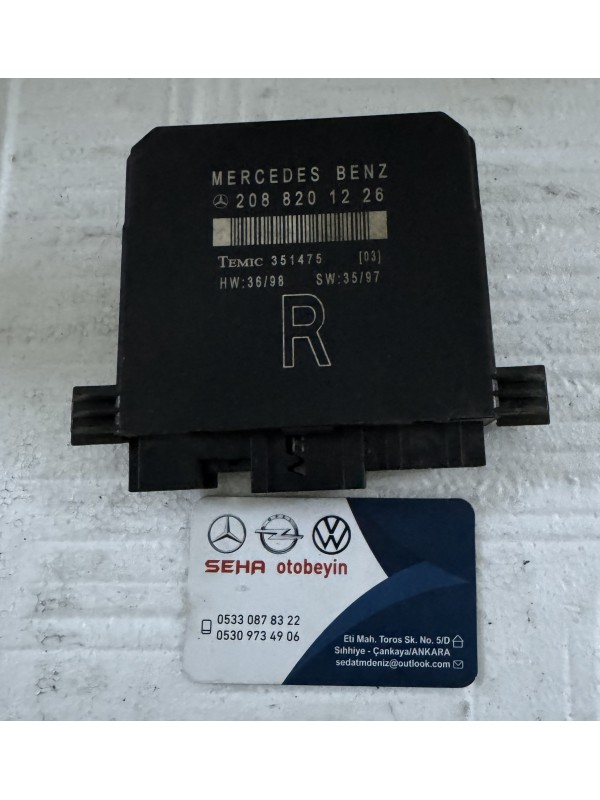 MERCEDES BENZ
208 820 12 26
TEMIC 351475 [03]
HW:36/98 SW:35/97
R
SEHA otobeyin
0533 087 83 22
0530 973 49 06
Eti Mah. Toros Sk. No. 5/D
Sıhhiye - Çankaya/ANKARA
sedatmdeniz@outlook.com